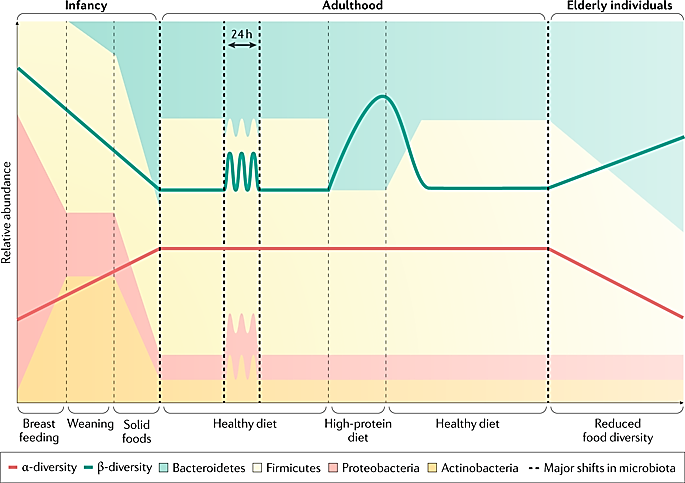 Infancy
Adulthood
Elderly individuals
24 h
Relative abundance
Breast feeding
Weaning
Solid foods
Healthy diet
High-protein diet
Healthy diet
Reduced food diversity
α-diversity
β-diversity
Bacteroidetes
Firmicutes
Proteobacteria
Actinobacteria
Major shifts in microbiota